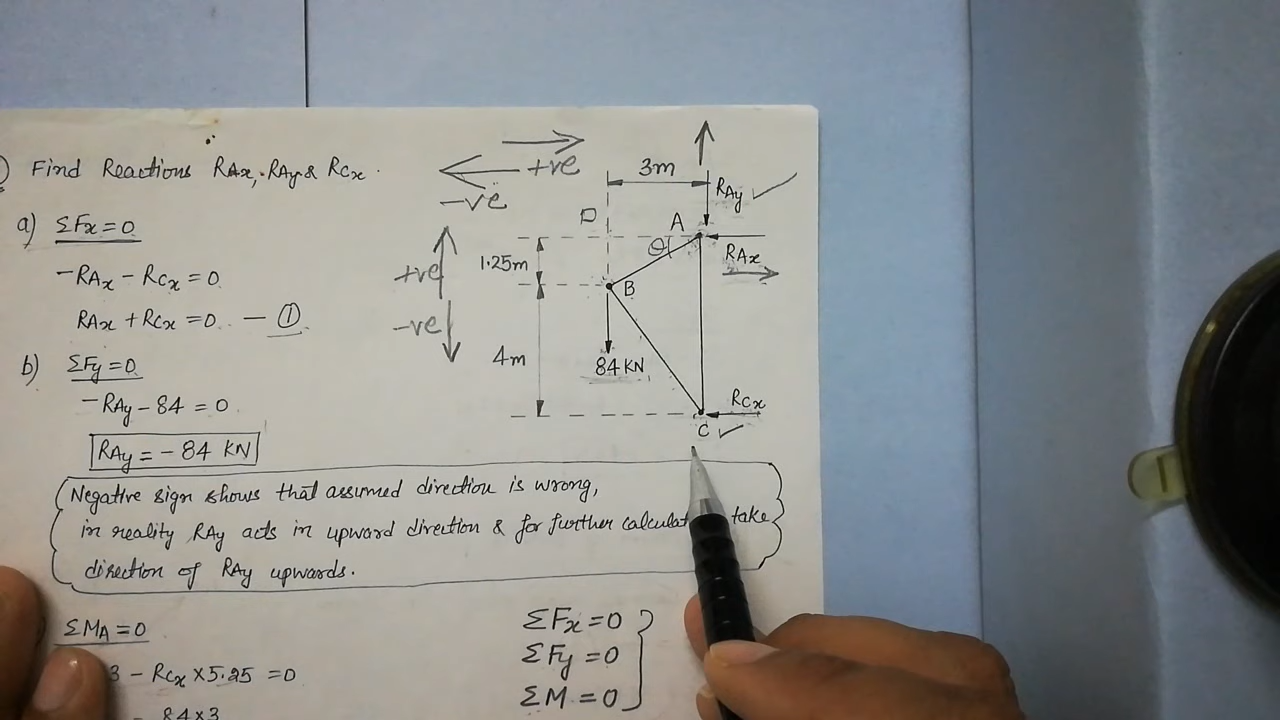 Find Reactions RAx, RAy & RCx.
a) ΣFx=0
-RAx - RCx = 0
RAx + RCx = 0 .. - ①
b) ΣFy=0
-RAy - 84 = 0
RAy = - 84 KN
Negative sign shows that assumed direction is wrong,
in reality RAy acts in upward direction & for further take
direction of RAy upwards.
ΣMA = 0
3 - RCx × 5.25 = 0
84×3
+ve
-ve
+ve
-ve
3m
RAy
A
D
θ
RAx
1.25m
B
4m
84 KN
RCx
C
ΣFx = 0
ΣFy = 0
ΣM = 0